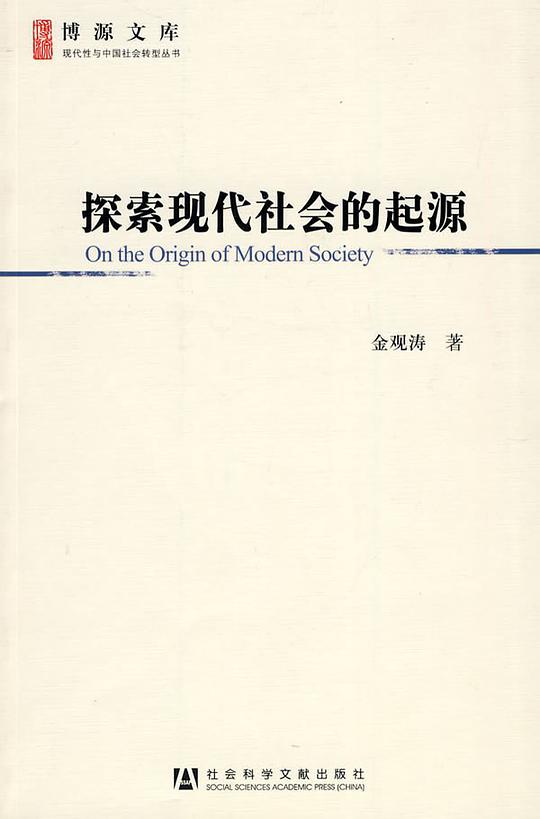 博源文库
现代性与中国社会转型丛书
探索现代社会的起源
On the Origin of Modern Society
金观涛 著
社会科学文献出版社
SOCIAL SCIENCES ACADEMIC PRESS (CHINA)